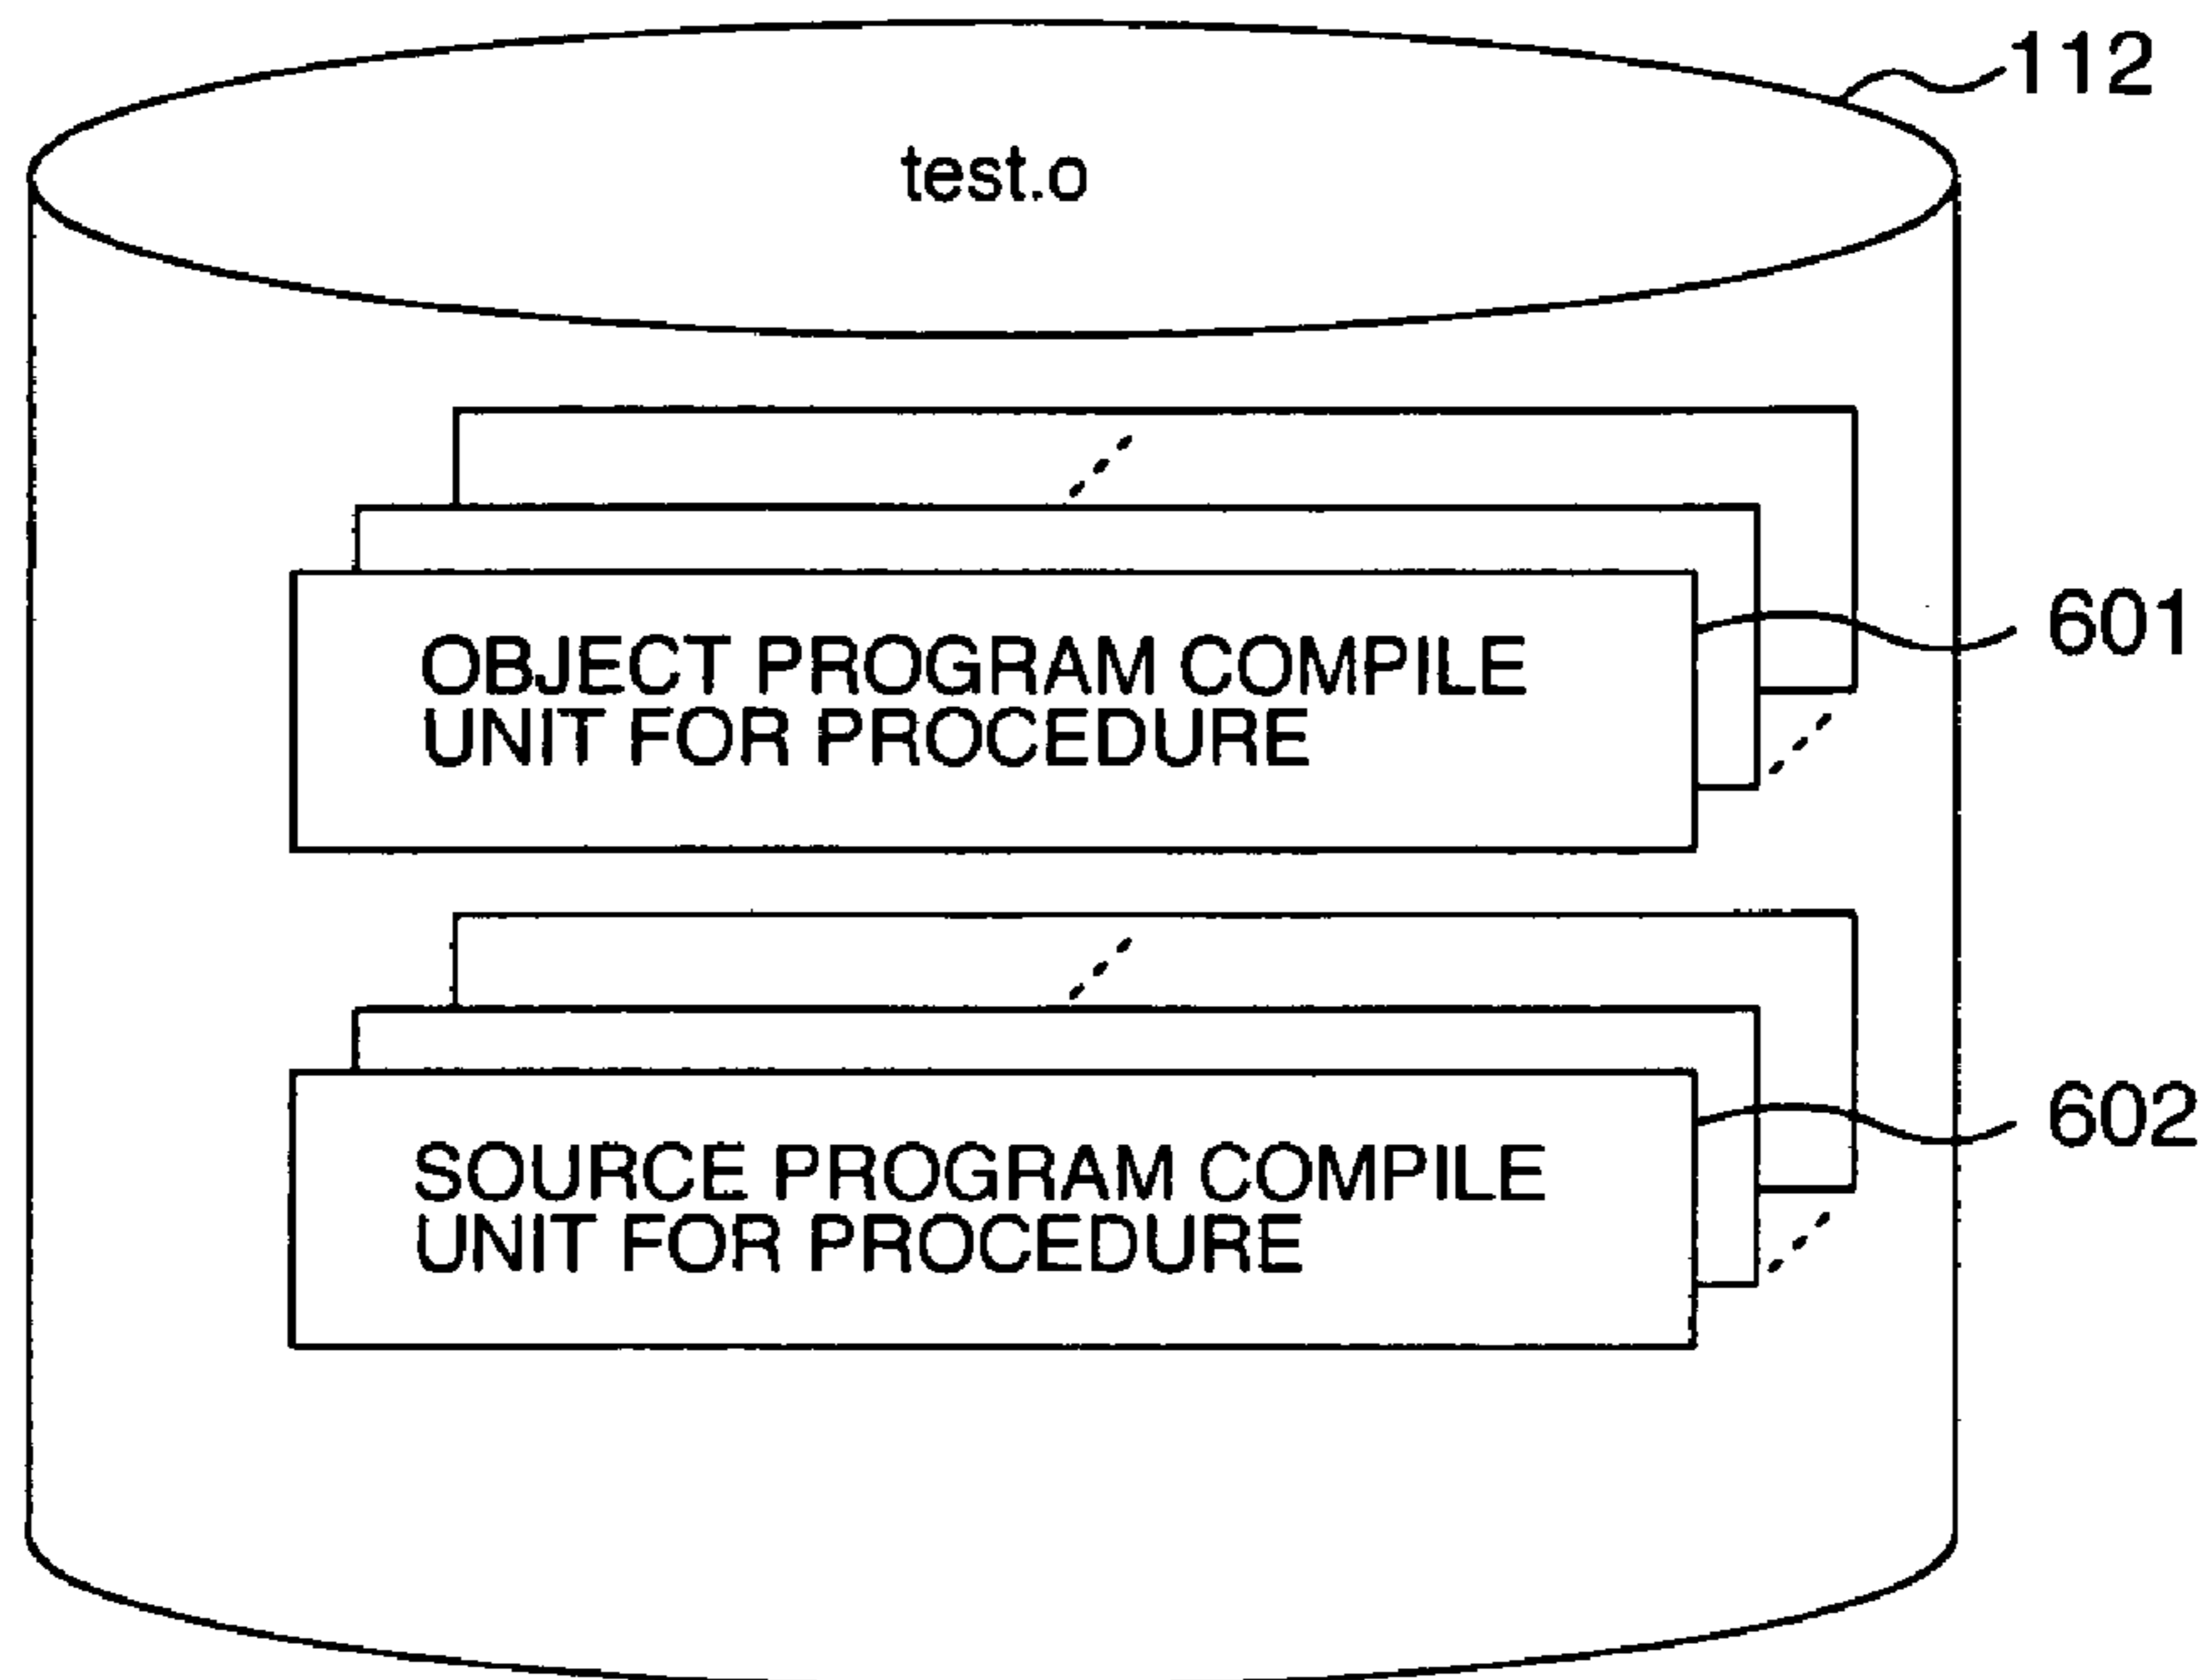 112
test.o
601
OBJECT PROGRAM COMPILE
UNIT FOR PROCEDURE
602
SOURCE PROGRAM COMPILE
UNIT FOR PROCEDURE